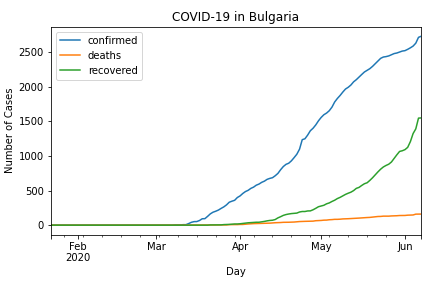 COVID-19 in Bulgaria
confirmed
deaths
recovered
Number of Cases
2500
2000
1500
1000
500
0
Feb
2020
Mar
Apr
May
Jun
Day